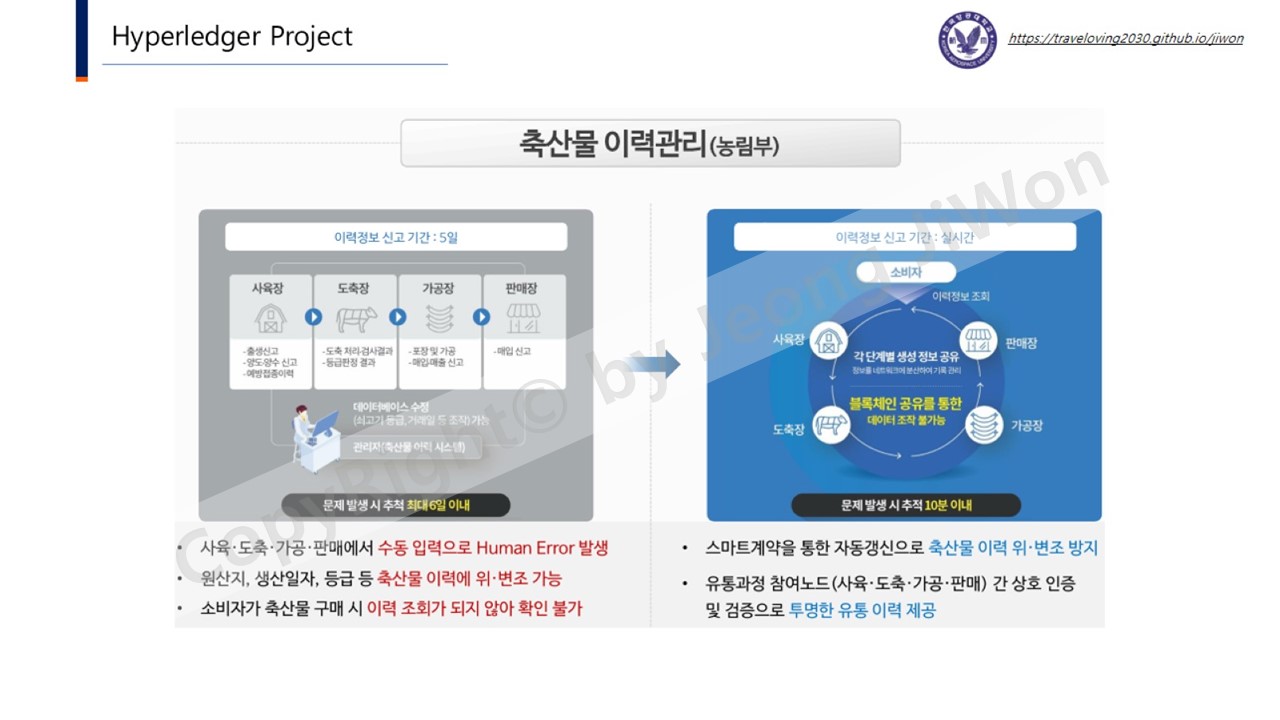 Hyperledger Project
https://traveloving2030.github.io/jiwon
축산물 이력관리(농림부)
이력정보 신고 기간 : 5일
사육장
도축장
가공장
판매장
-출생신고
-양도·양수 신고
-예방접종이력
-도축 처리·검사결과
-등급판정 결과
-포장 및 가공
-매입·매출 신고
-매입 신고
데이터베이스 수정
(쇠고기 등급, 거래일 등 조작) 가능
관리자(축산물 이력 시스템)
문제 발생 시 추척 최대 6일 이내
사육·도축·가공·판매에서 수동 입력으로 Human Error 발생
원산지, 생산일자, 등급 등 축산물 이력에 위·변조 가능
소비자가 축산물 구매 시 이력 조회가 되지 않아 확인 불가
이력정보 신고 기간 : 실시간
소비자
이력정보 조회
사육장
판매장
각 단계별 생성 정보 공유
정보를 네트워크에 분산하여 기록 관리
블록체인 공유를 통한
데이터 조작 불가능
도축장
가공장
문제 발생 시 추적 10분 이내
스마트계약을 통한 자동갱신으로 축산물 이력 위·변조 방지
유통과정 참여노드(사육·도축·가공·판매) 간 상호 인증
및 검증으로 투명한 유통 이력 제공
CopyRight© by Jeong JiWon